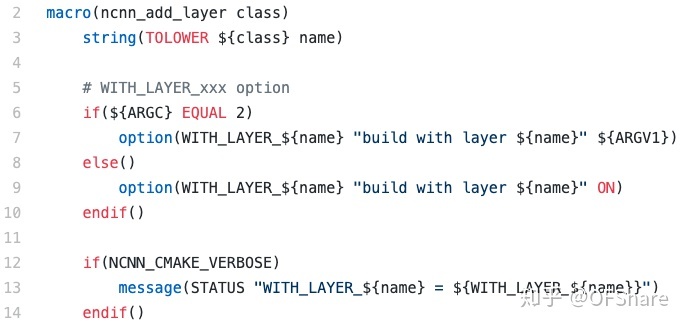 2 macro(ncnn_add_layer class)
3     string(TOLOWER ${class} name)
4
5     # WITH_LAYER_xxx option
6     if(${ARGC} EQUAL 2)
7         option(WITH_LAYER_${name} "build with layer ${name}" ${ARGV1})
8     else()
9         option(WITH_LAYER_${name} "build with layer ${name}" ON)
10     endif()
11
12     if(NCNN_CMAKE_VERBOSE)
13         message(STATUS "WITH_LAYER_${name} = ${WITH_LAYER_${name}}")
14     endif()
知乎 @OFShare